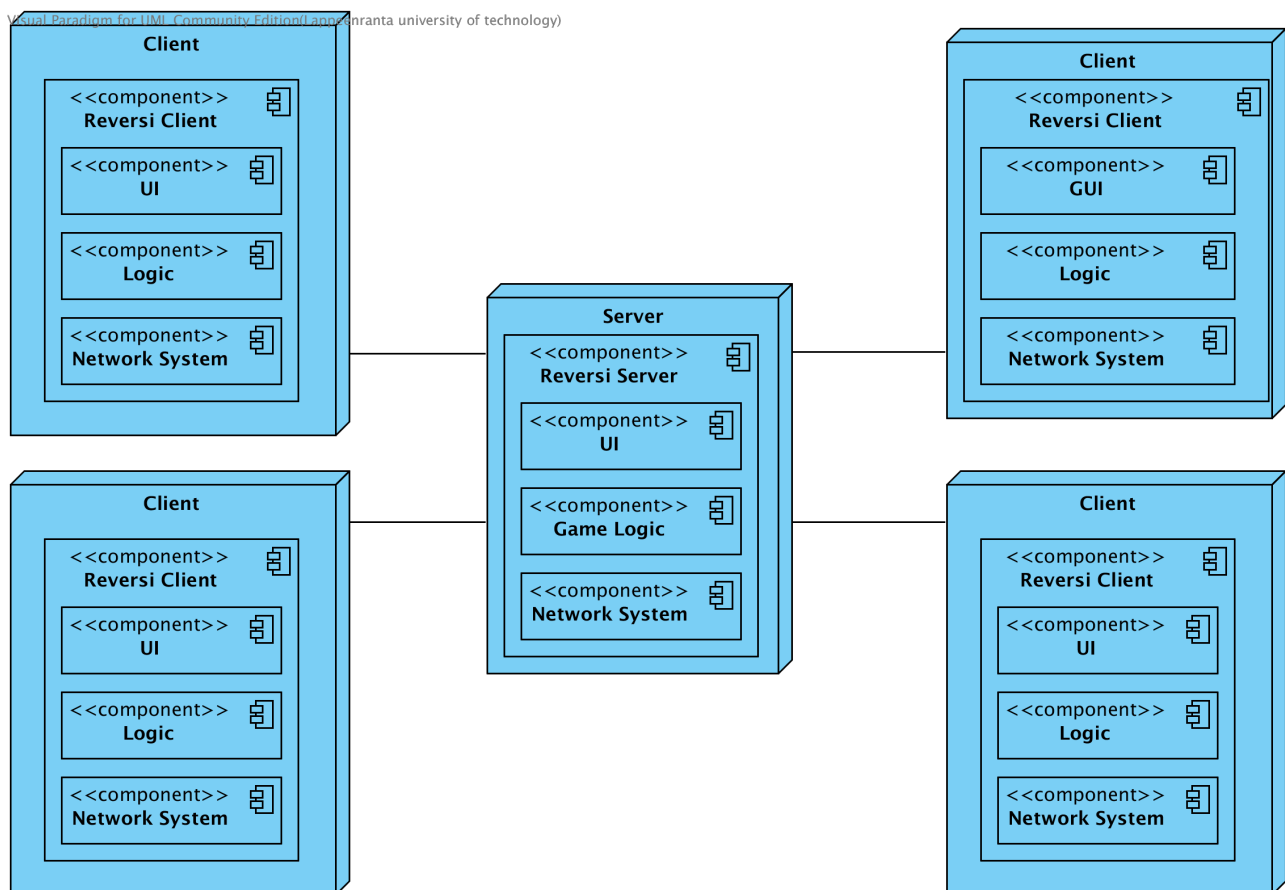 Visual Paradigm for UML Community Edition(Lappeenranta university of technology)
Client
<<component>>
Reversi Client
<<component>>
UI
<<component>>
Logic
<<component>>
Network System
Client
<<component>>
Reversi Client
<<component>>
GUI
<<component>>
Logic
<<component>>
Network System
Server
<<component>>
Reversi Server
<<component>>
UI
<<component>>
Game Logic
<<component>>
Network System
Client
<<component>>
Reversi Client
<<component>>
UI
<<component>>
Logic
<<component>>
Network System
Client
<<component>>
Reversi Client
<<component>>
UI
<<component>>
Logic
<<component>>
Network System